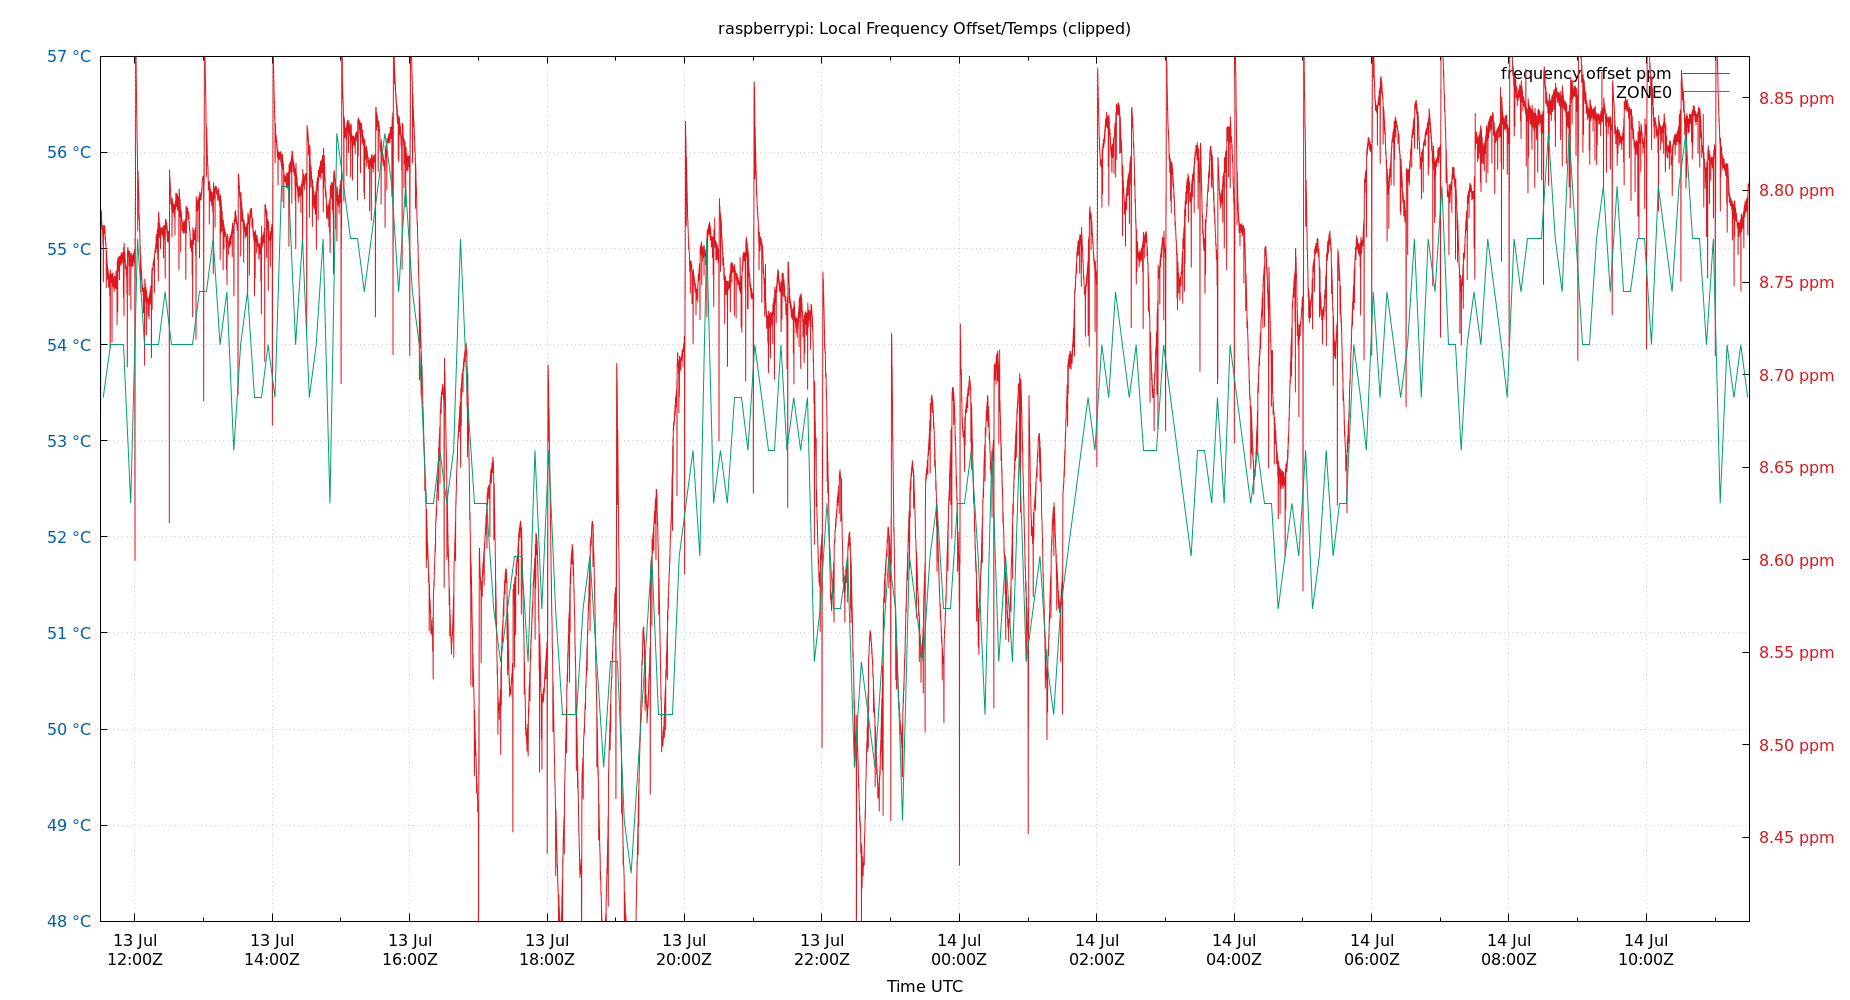 raspberrypi: Local Frequency Offset/Temps (clipped)
57 °C
56 °C
55 °C
54 °C
53 °C
52 °C
51 °C
50 °C
49 °C
48 °C
frequency offset ppm
ZONE0
8.85 ppm
8.80 ppm
8.75 ppm
8.70 ppm
8.65 ppm
8.60 ppm
8.55 ppm
8.50 ppm
8.45 ppm
13 Jul 13 Jul 13 Jul 13 Jul 13 Jul 13 Jul 14 Jul 14 Jul 14 Jul 14 Jul 14 Jul 14 Jul
12:00Z 14:00Z 16:00Z 18:00Z 20:00Z 22:00Z 00:00Z 02:00Z 04:00Z 06:00Z 08:00Z 10:00Z
Time UTC